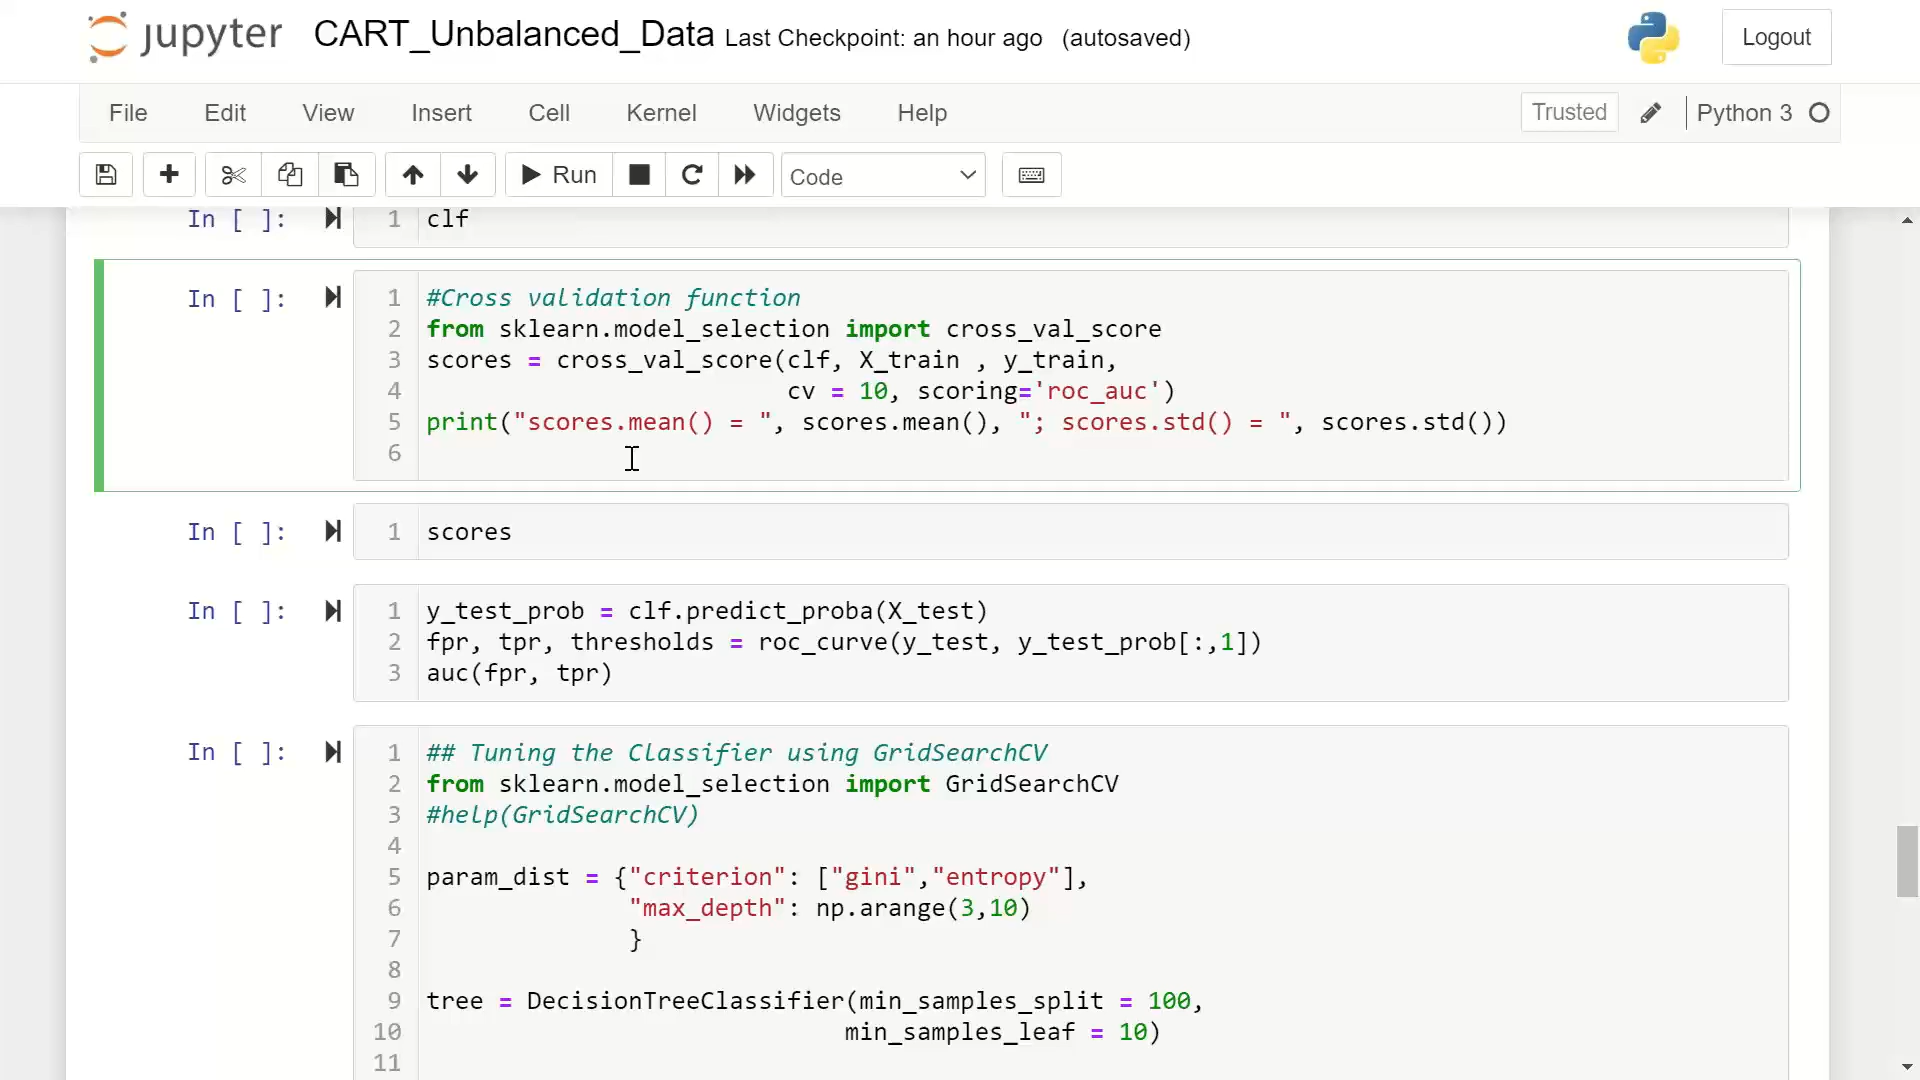 jupyter CART_Unbalanced_Data Last Checkpoint: an hour ago (autosaved) Logout
File Edit View Insert Cell Kernel Widgets Help Trusted Python 3
Run Code
In [ ]: 1 clf
In [ ]: 1 #Cross validation function
2 from sklearn.model_selection import cross_val_score
3 scores = cross_val_score(clf, X_train , y_train,
4 cv = 10, scoring='roc_auc')
5 print("scores.mean() = ", scores.mean(), "; scores.std() = ", scores.std())
6
In [ ]: 1 scores
In [ ]: 1 y_test_prob = clf.predict_proba(X_test)
2 fpr, tpr, thresholds = roc_curve(y_test, y_test_prob[:,1])
3 auc(fpr, tpr)
In [ ]: 1 ## Tuning the Classifier using GridSearchCV
2 from sklearn.model_selection import GridSearchCV
3 #help(GridSearchCV)
4
5 param_dist = {"criterion": ["gini","entropy"],
6 "max_depth": np.arange(3,10)
7 }
8
9 tree = DecisionTreeClassifier(min_samples_split = 100,
10 min_samples_leaf = 10)
11